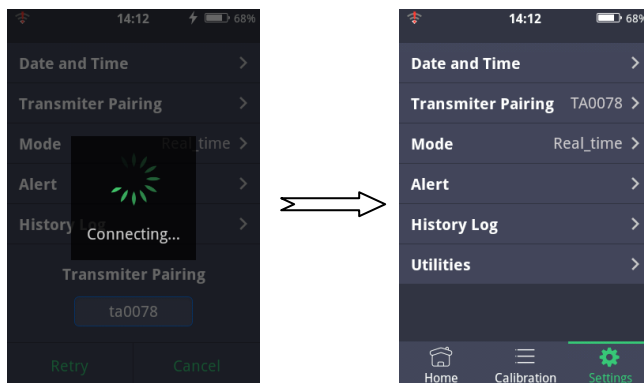 14:12 68%
Date and Time
Transmiter Pairing
Mode Real_time
Alert
History Log
Connecting...
Transmiter Pairing
ta0078
Retry Cancel
14:12 68%
Date and Time
Transmiter Pairing TA0078
Mode Real_time
Alert
History Log
Utilities
Home Calibration Settings